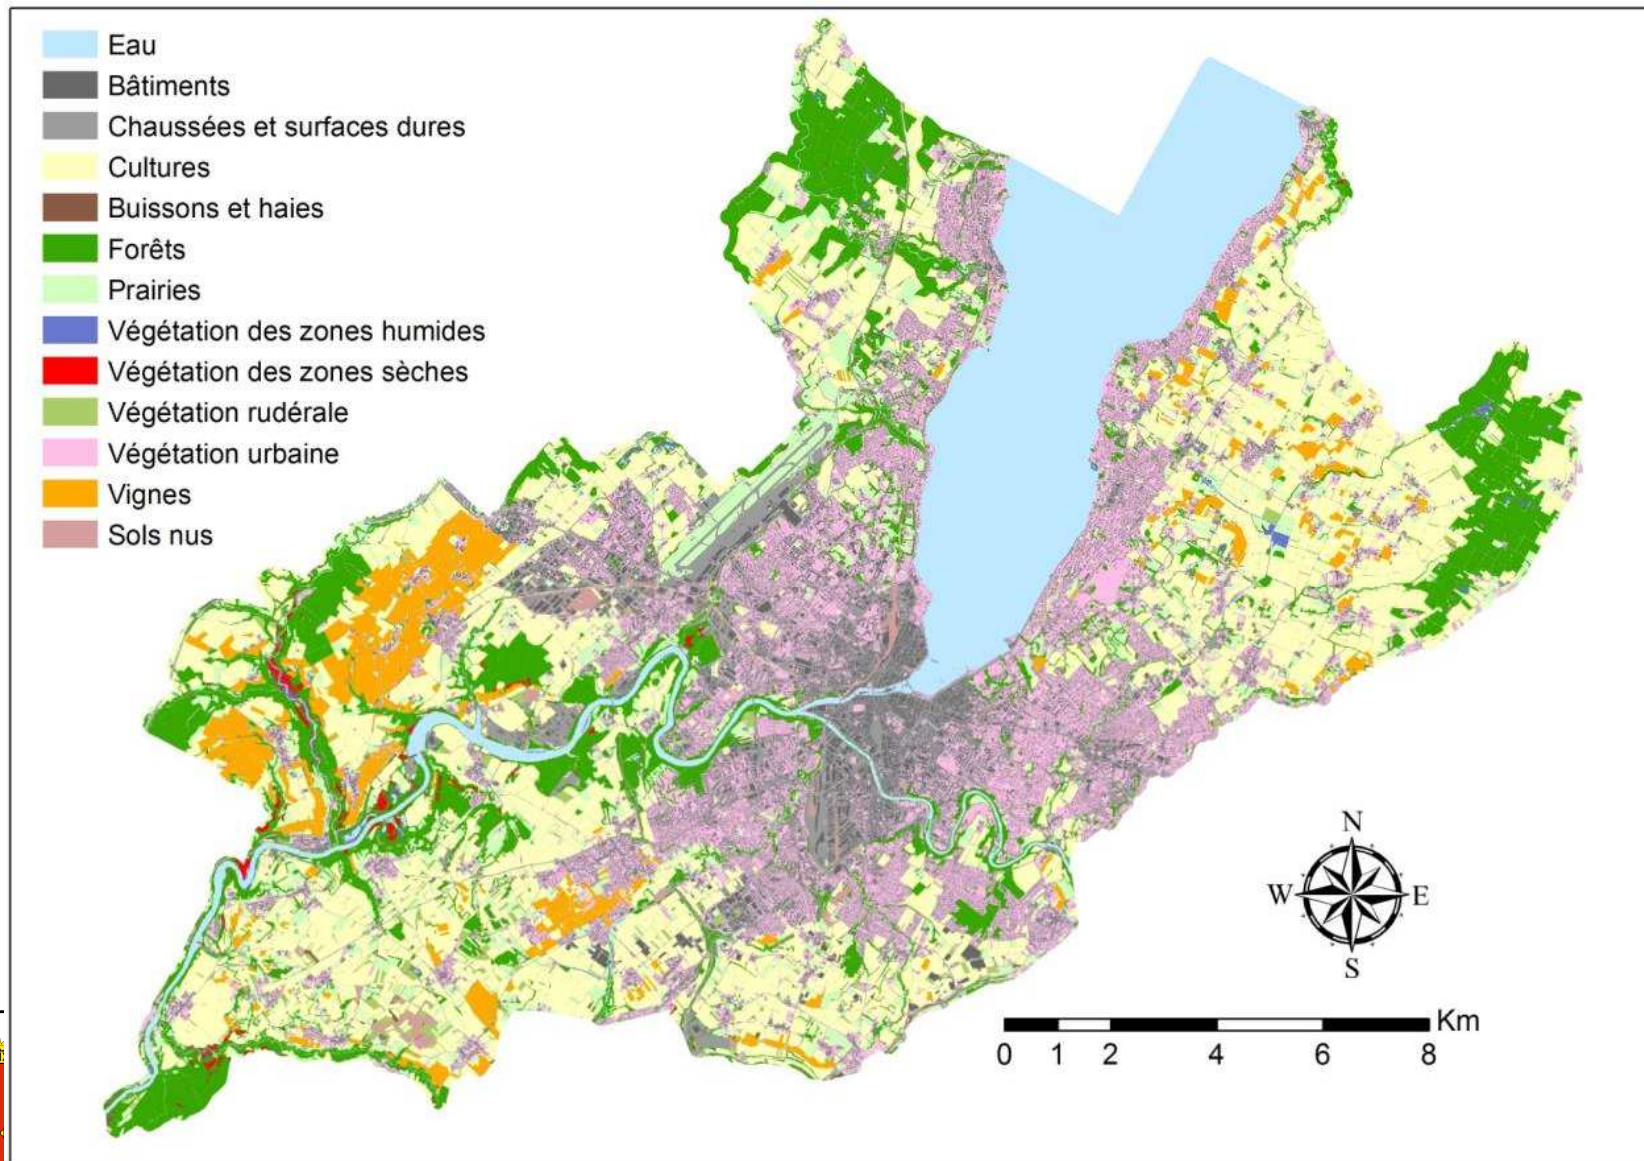 Eau
Bâtiments
Chaussées et surfaces dures
Cultures
Buissons et haies
Forêts
Prairies
Végétation des zones humides
Végétation des zones sèches
Végétation rudérale
Végétation urbaine
Vignes
Sols nus
N
W E
S
Km
0 1 2 4 6 8